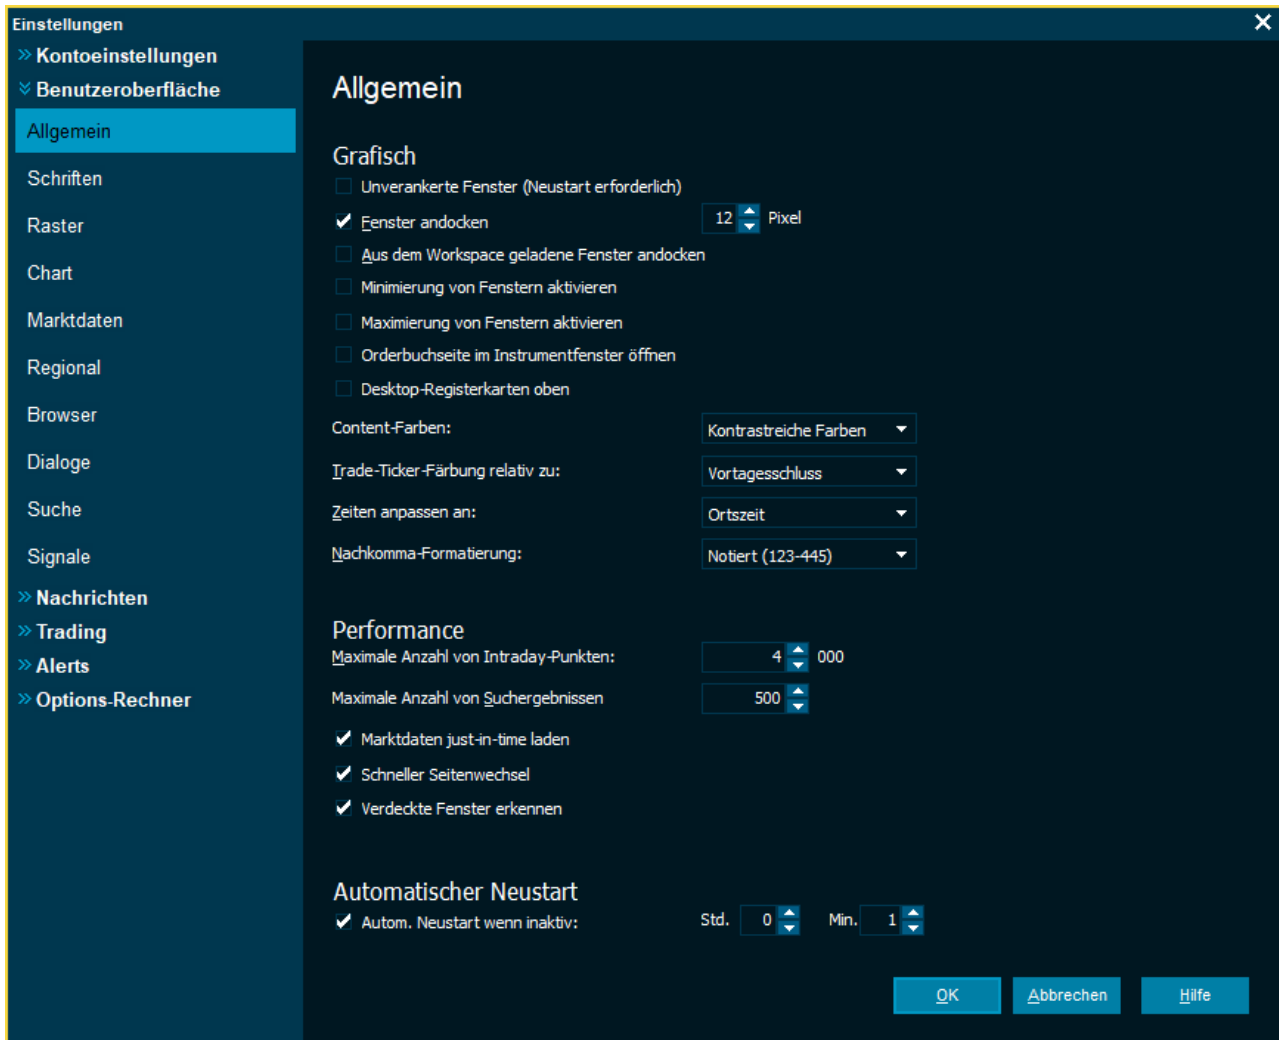 Einstellungen
Kontoeinstellungen
Benutzeroberfläche
Allgemein
Schriften
Raster
Chart
Marktdaten
Regional
Browser
Dialoge
Suche
Signale
Nachrichten
Trading
Alerts
Options-Rechner
Allgemein
Grafisch
Unverankerte Fenster (Neustart erforderlich)
Fenster andocken 12 Pixel
Aus dem Workspace geladene Fenster andocken
Minimierung von Fenstern aktivieren
Maximierung von Fenstern aktivieren
Orderbuchseite im Instrumentfenster öffnen
Desktop-Registerkarten oben
Content-Farben: Kontrastreiche Farben
Trade-Ticker-Färbung relativ zu: Vortagesschluss
Zeiten anpassen an: Ortszeit
Nachkomma-Formatierung: Notiert (123-445)
Performance
Maximale Anzahl von Intraday-Punkten: 4 000
Maximale Anzahl von Suchergebnissen 500
Marktdaten just-in-time laden
Schneller Seitenwechsel
Verdeckte Fenster erkennen
Automatischer Neustart
Autom. Neustart wenn inaktiv: Std. 0 Min. 1
OK Abbrechen Hilfe